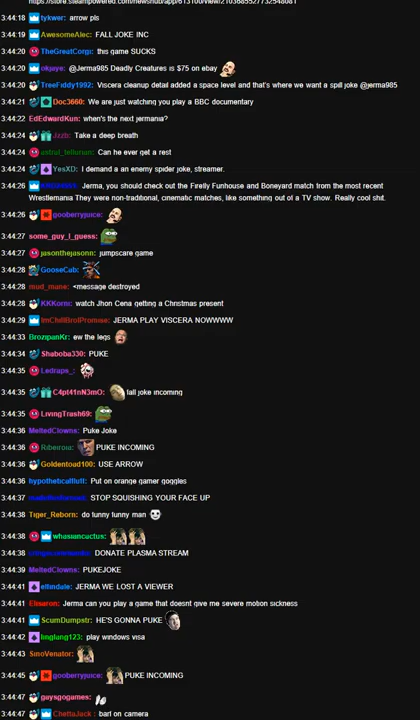 https://store.steampowered.com/newshub/app/613100/view/2103685527732548081
3:44:18 tykwer: arrow pls
3:44:19 AwesomeAlec: FALL JOKE INC
3:44:20 TheGreatCorgi: this game SUCKS
3:44:20 okjuye: @Jerma985 Deadly Creatures is $75 on ebay
3:44:20 TreeFiddy1992: Viscera cleanup detail added a space level and that's where we want a spill joke @jerma985
3:44:21 Doc3660: We are just watching you play a BBC documentary
3:44:22 EdEdwardKun: when's the next jermania?
3:44:24 Jzzb: Take a deep breath
3:44:24 Can he ever get a rest
3:44:24 YesXD: I demand a an enemy spider joke, streamer.
3:44:26 Jerma, you should check out the Firelly Funhouse and Boneyard match from the most recent
Wrestlemania They were non-traditional, cinematic matches, like something out of a TV show. Really cool shit.
3:44:26 gooberryjuice:
3:44:27 some_guy_I_guess:
3:44:27 jasonthejasonn: jumpscare game
3:44:28 GooseCab:
3:44:28 mud_mane: <message destroyed
3:44:28 KKKorni: watch Jhon Cena getting a Christmas present
3:44:29 ImChillBroIPromise: JERMA PLAY VISCERA NOWWWW
3:44:33 BrozipanKr: ew the legs
3:44:34 Shaboba330: PUKE
3:44:35 Ledraps_:
3:44:35 C4pt41nN3mO: fall joke incoming
3:44:35 LivingTrash69:
3:44:36 MeltedClowns: Puke Joke
3:44:36 Ribeirou: PUKE INCOMING
3:44:36 Goldentoad100: USE ARROW
3:44:36 Put on orange gamer goggles
3:44:37 STOP SQUISHING YOUR FACE UP
3:44:38 Tiger_Reborn: do funny funny man
3:44:38 whasiancactus:
3:44:38 DONATE PLASMA STREAM
3:44:39 MeltedClowns: PUKEJOKE
3:44:41 elfindale: JERMA WE LOST A VIEWER
3:44:41 Elisuron: Jerma can you play a game that doesnt give me severe motion sickness
3:44:41 ScumDumpstr: HE'S GONNA PUKE
3:44:42 linglang123: play windows visa
3:44:43 SinoVenator:
3:44:45 gooberryjuice: PUKE INCOMING
3:44:47 guysgogames:
3:44:47 ChettaJack: barf on camera